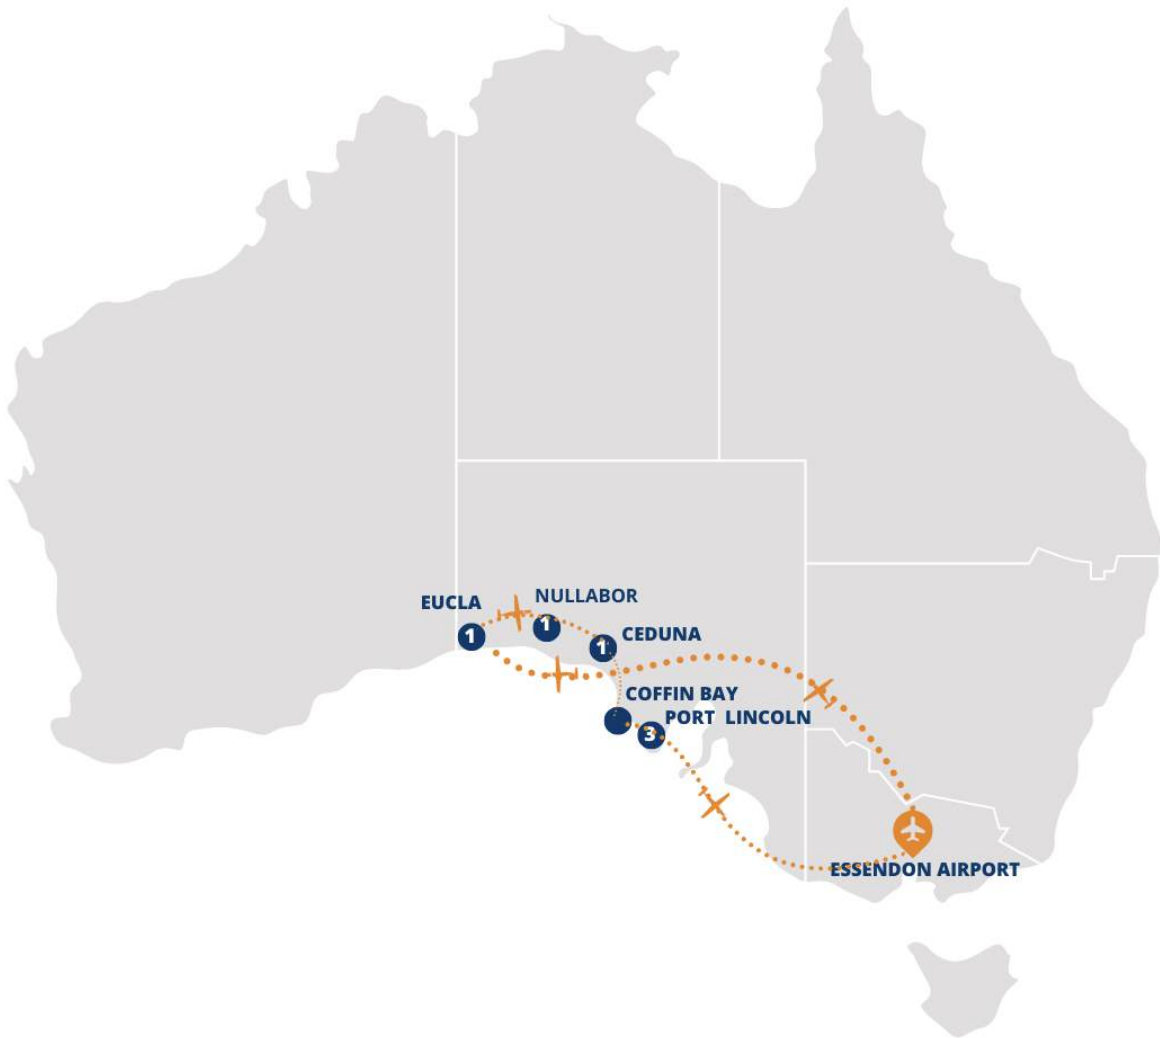 NULLABOR
EUCLA
1
1
CEDUNA
1
COFFIN BAY
PORT LINCOLN
3
ESSENDON AIRPORT